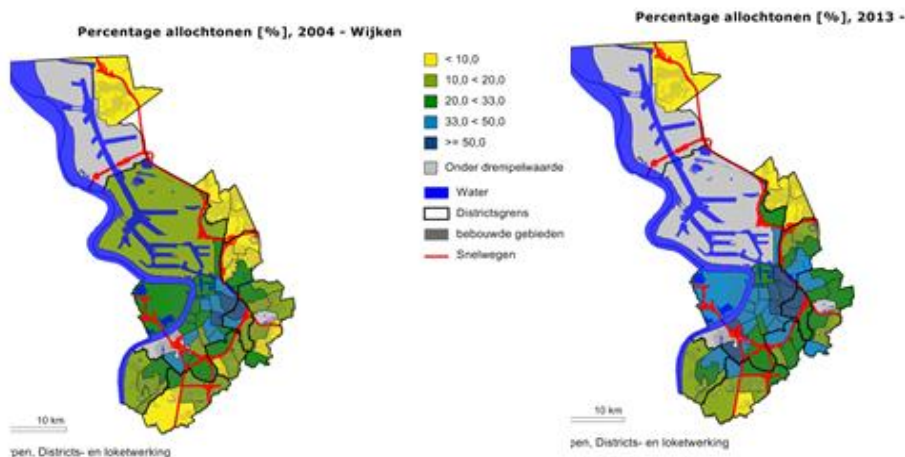 Percentage allochtonen [%], 2004 - Wijken
Percentage allochtonen [%], 2013 -
< 10,0
10,0 < 20,0
20,0 < 33,0
33,0 < 50,0
>= 50,0
Onder drempelwaarde
Water
Districtsgrens
bebouwde gebieden
Snelwegen
10 km
10 km
rpen, Districts- en loketwerking
pen, Districts- en loketwerking